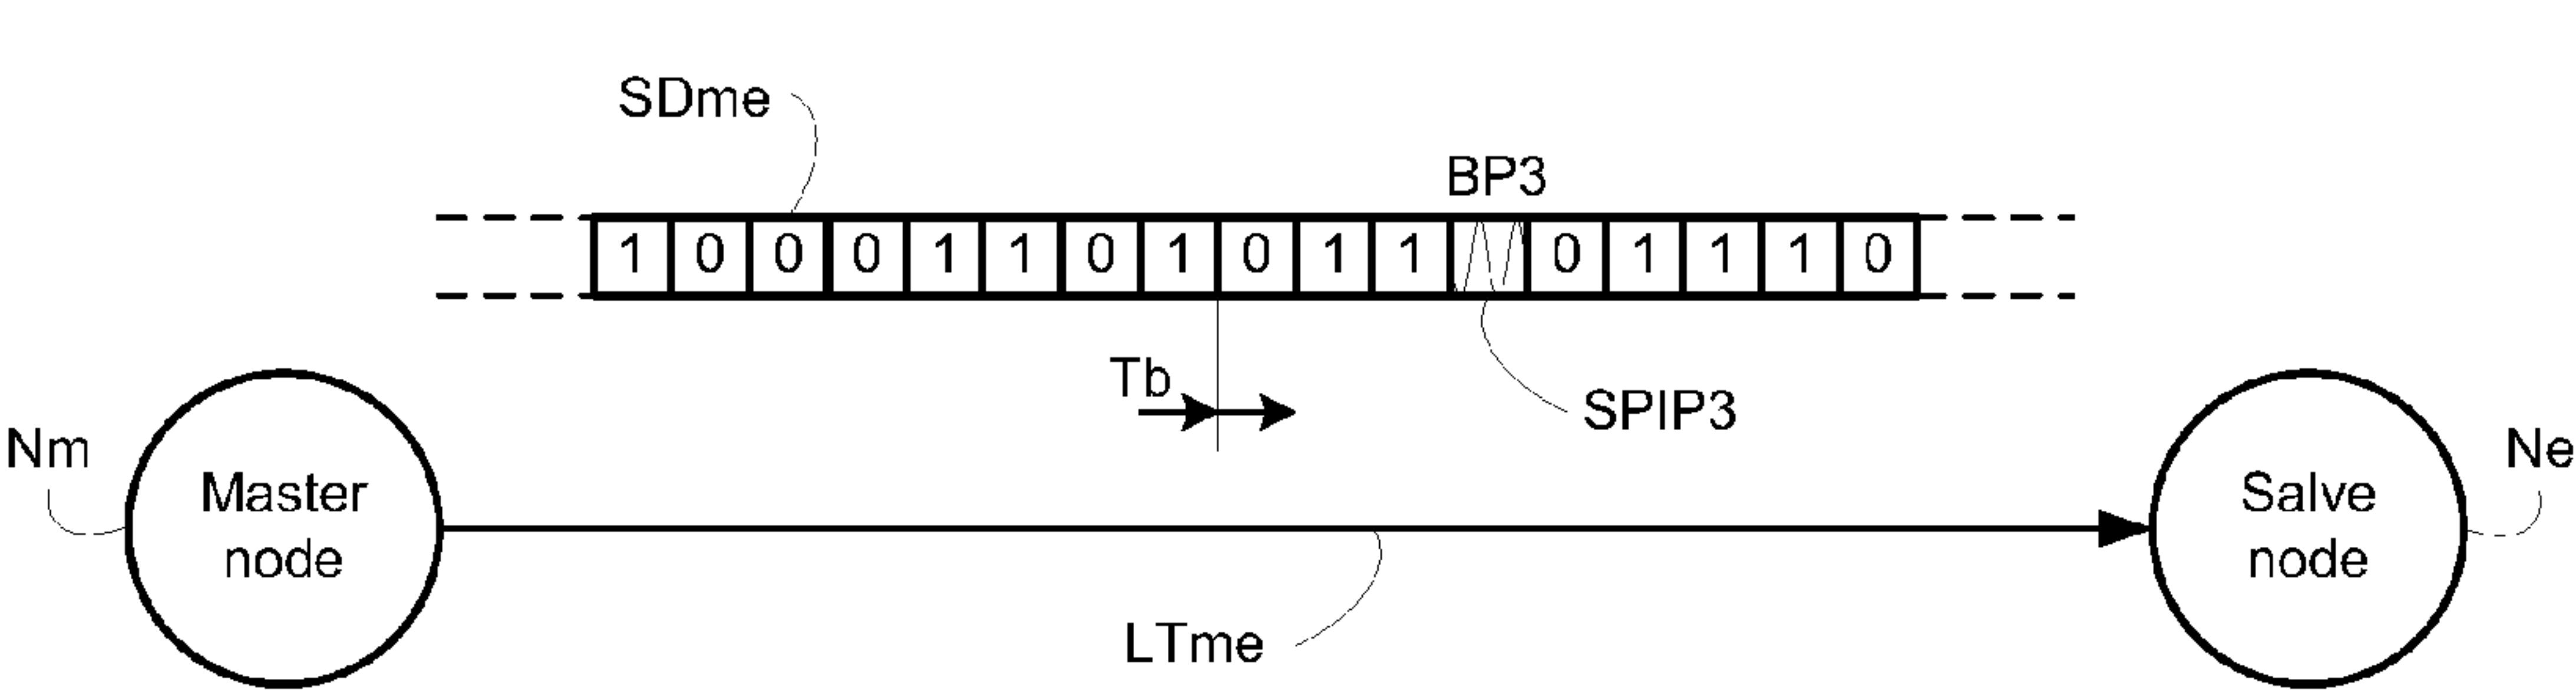 SDme
BP3
1 0 0 0 1 1 0 1 0 1 1 0 1 1 1 0
Tb
SPIP3
Nm
Master
node
Salve
node
Ne
LTme